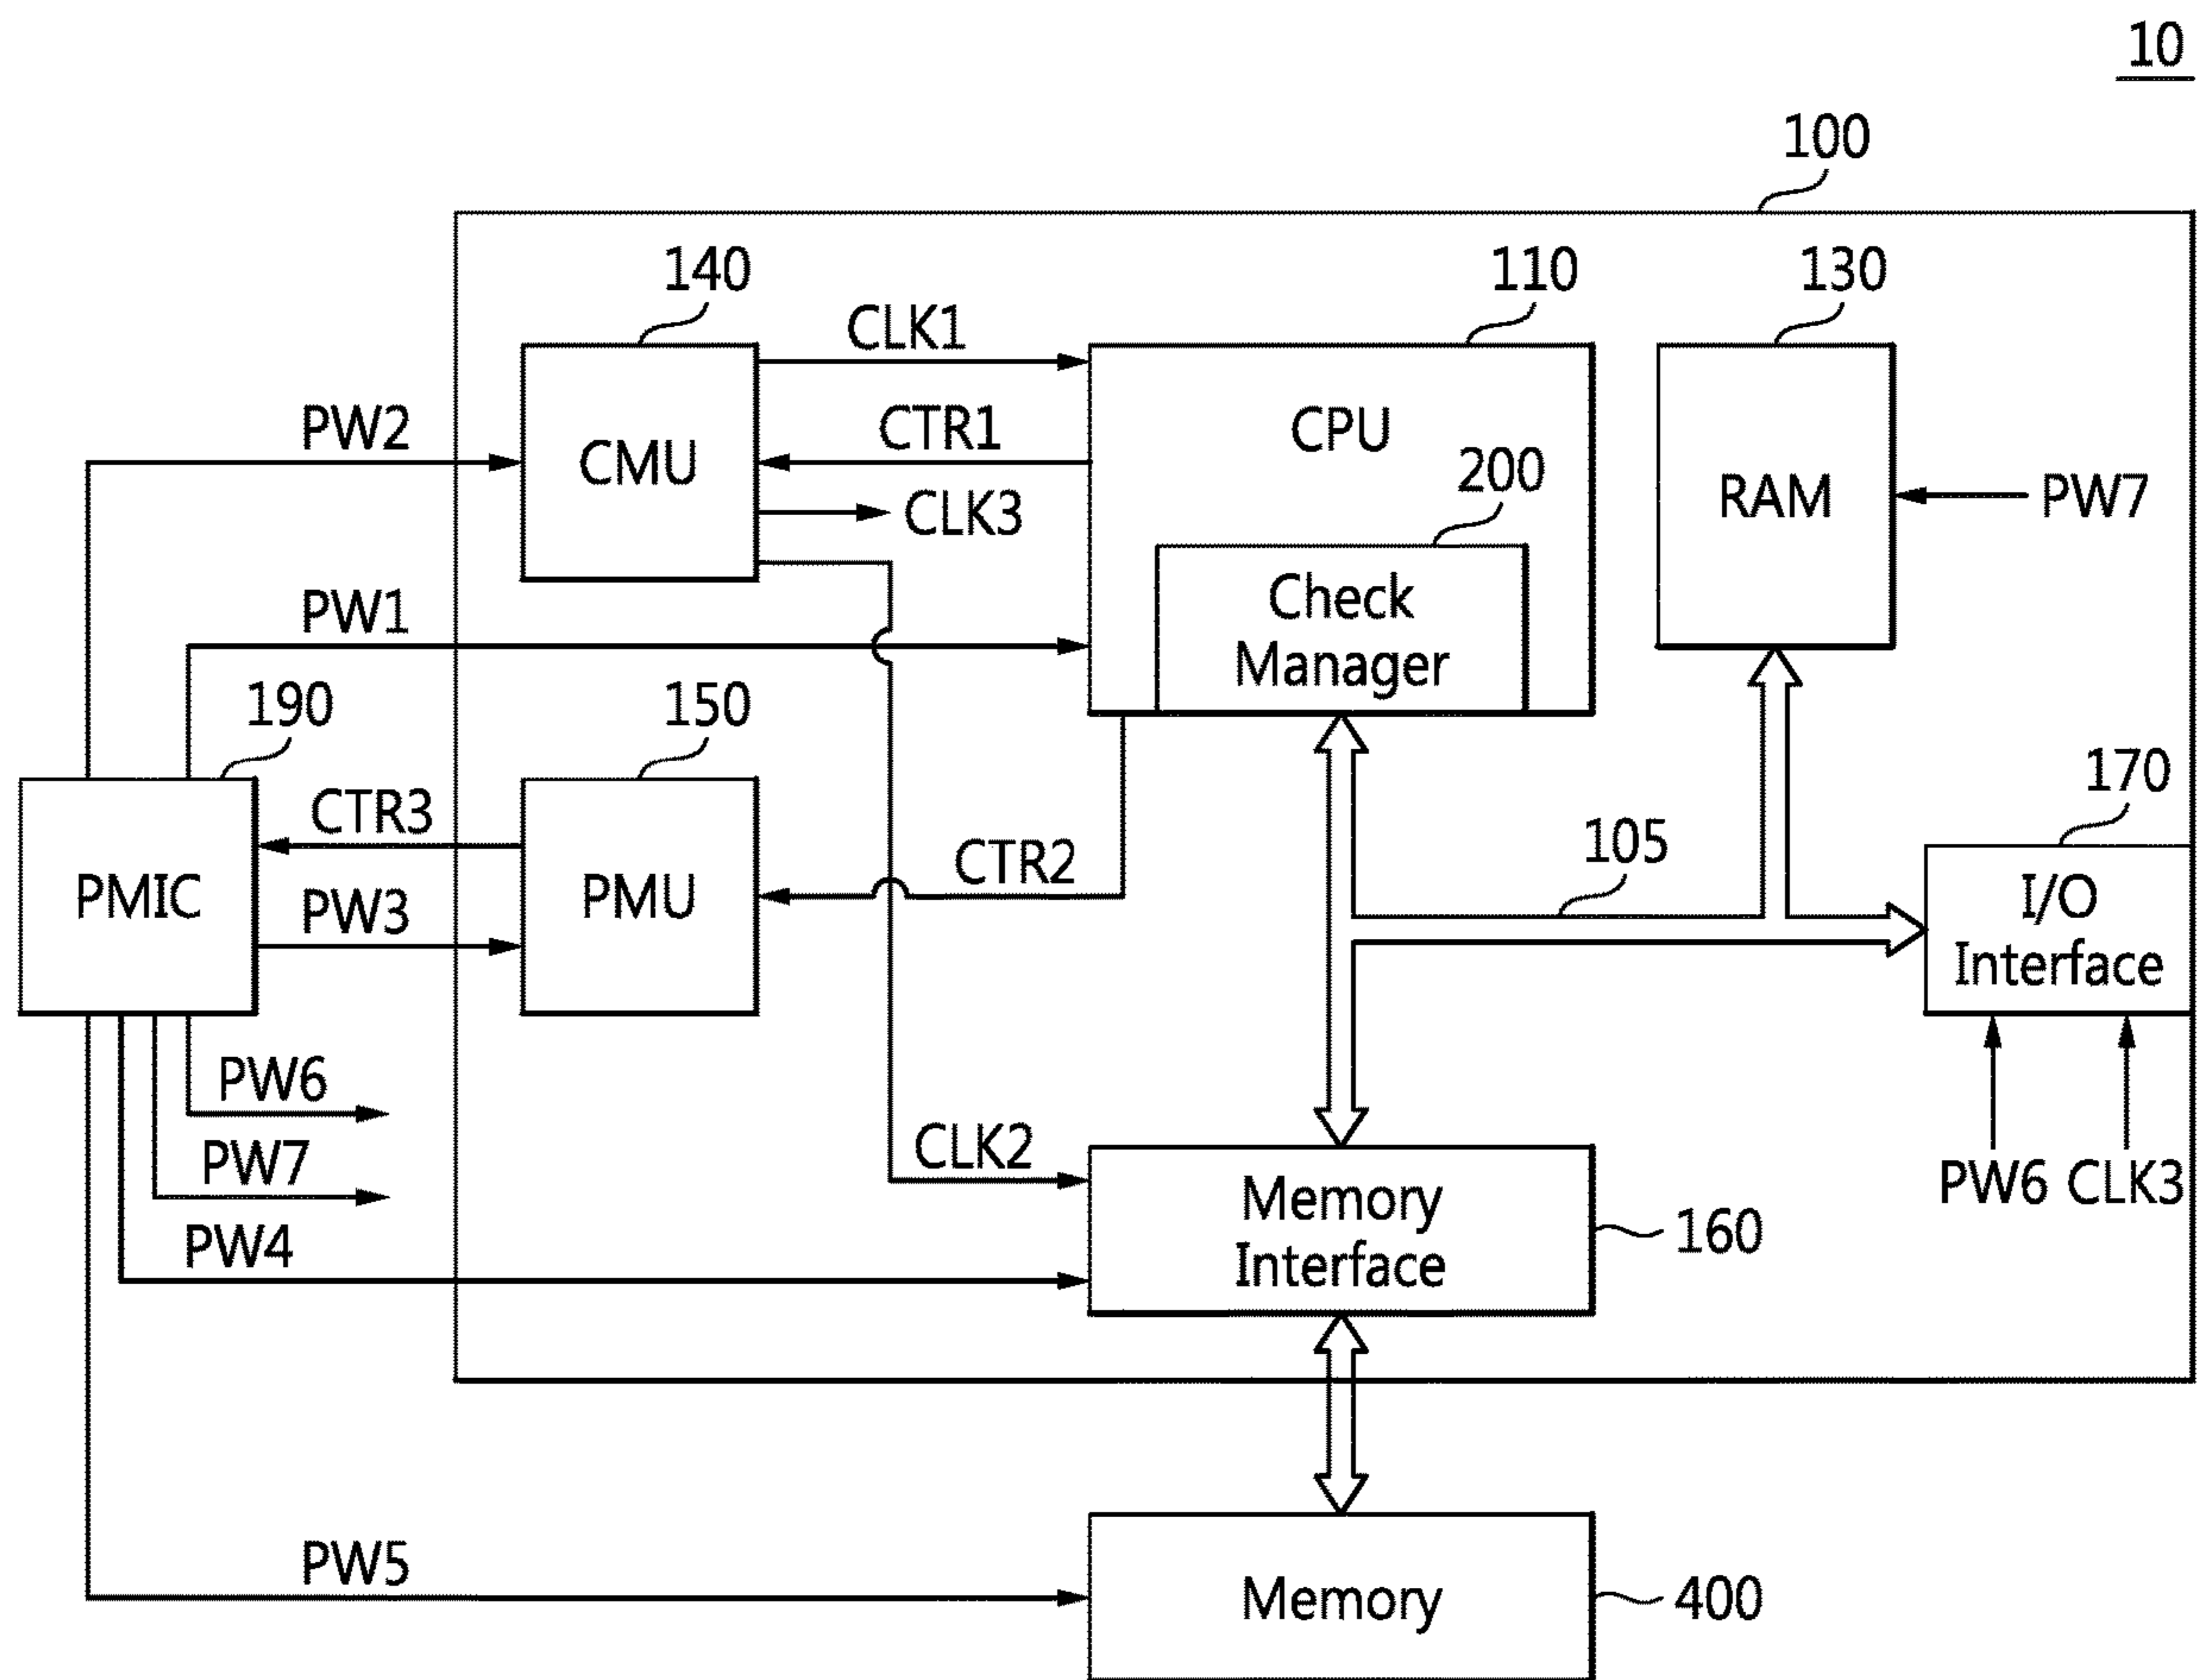 10
100
140
110
130
CLK1
PW2
CTR1
CPU
CMU
200
RAM
PW7
CLK3
PW1
Check
Manager
190
150
170
CTR3
105
CTR2
PMIC
PMU
I/O
Interface
PW3
PW6
CLK2
PW7
PW6
CLK3
Memory
Interface
160
PW4
PW5
Memory
400